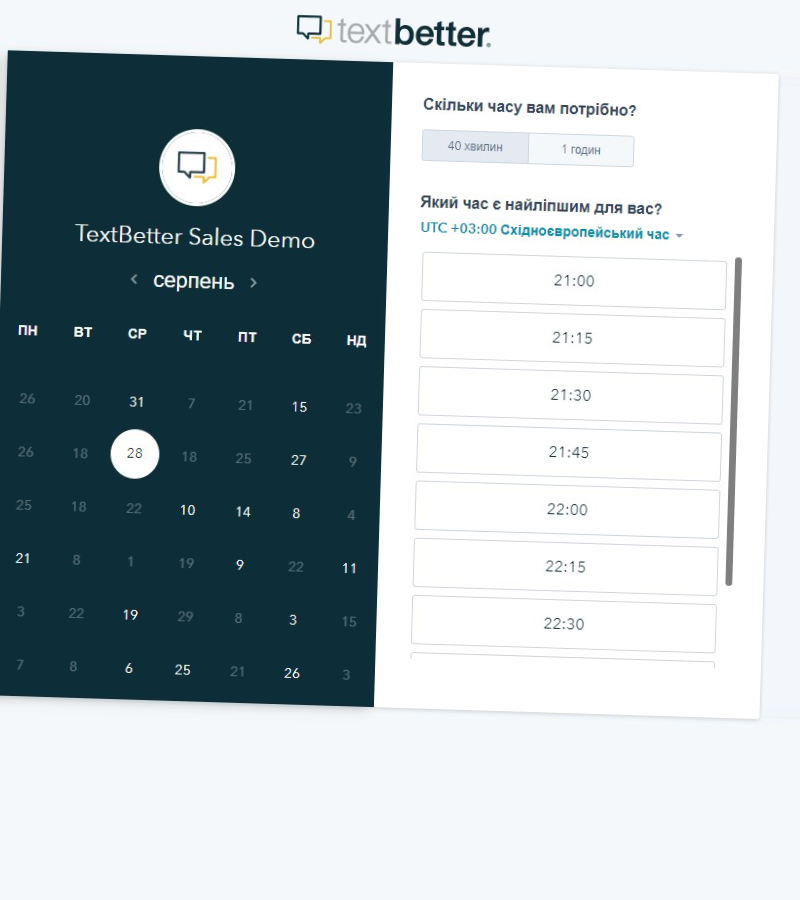 textbetter.
TextBetter Sales Demo
серпень
ПН ВТ СР ЧТ ПТ СБ НД
26 20 31 7 21 15 23
26 18 28 18 25 27 9
25 18 22 10 14 8 4
21 8 1 19 9 22 11
3 22 19 29 8 3 15
7 8 6 25 21 26 3
Скільки часу вам потрібно?
40 хвилин 1 годин
Який час є найліпшим для вас?
UTC +03:00 Східноєвропейський час
21:00
21:15
21:30
21:45
22:00
22:15
22:30